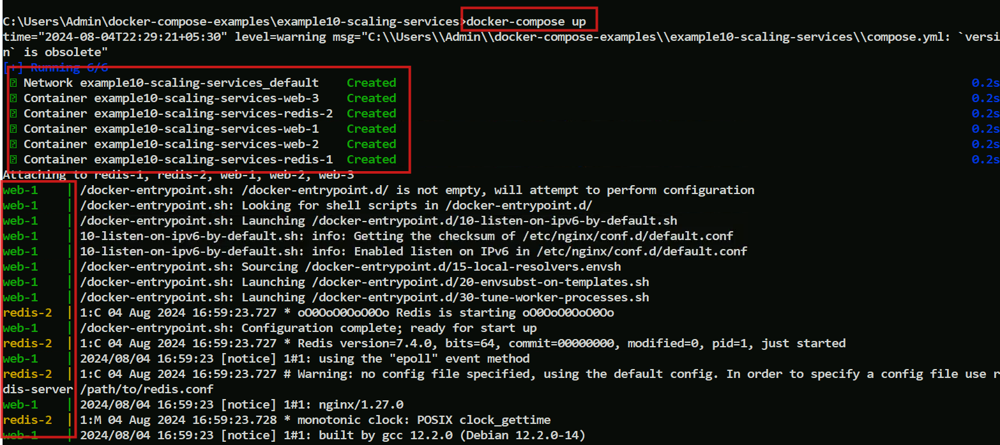 C:\Users\Admin\docker-compose-examples\example10-scaling-services>docker-compose up
time="2024-08-04T22:29:21+05:30" level=warning msg="C:\\Users\\Admin\\docker-compose-examples\\example10-scaling-services\\compose.yml: `versi
n` is obsolete"
[+] Running 6/6
Network example10-scaling-services_default Created 0.2s
Container example10-scaling-services-web-3 Created 0.2s
Container example10-scaling-services-redis-2 Created 0.2s
Container example10-scaling-services-web-1 Created 0.2s
Container example10-scaling-services-web-2 Created 0.2s
Container example10-scaling-services-redis-1 Created 0.2s
Attaching to redis-1, redis-2, web-1, web-2, web-3
web-1 | /docker-entrypoint.sh: /docker-entrypoint.d/ is not empty, will attempt to perform configuration
web-1 | /docker-entrypoint.sh: Looking for shell scripts in /docker-entrypoint.d/
web-1 | /docker-entrypoint.sh: Launching /docker-entrypoint.d/10-listen-on-ipv6-by-default.sh
web-1 | 10-listen-on-ipv6-by-default.sh: info: Getting the checksum of /etc/nginx/conf.d/default.conf
web-1 | 10-listen-on-ipv6-by-default.sh: info: Enabled listen on IPv6 in /etc/nginx/conf.d/default.conf
web-1 | /docker-entrypoint.sh: Sourcing /docker-entrypoint.d/15-local-resolvers.envsh
web-1 | /docker-entrypoint.sh: Launching /docker-entrypoint.d/20-envsubst-on-templates.sh
web-1 | /docker-entrypoint.sh: Launching /docker-entrypoint.d/30-tune-worker-processes.sh
redis-2 | 1:C 04 Aug 2024 16:59:23.727 * oO0OoO0OoO0Oo Redis is starting oO0OoO0OoO0Oo
web-1 | /docker-entrypoint.sh: Configuration complete; ready for start up
redis-2 | 1:C 04 Aug 2024 16:59:23.727 * Redis version=7.4.0, bits=64, commit=00000000, modified=0, pid=1, just started
web-1 | 2024/08/04 16:59:23 [notice] 1#1: using the "epoll" event method
redis-2 | 1:C 04 Aug 2024 16:59:23.727 # Warning: no config file specified, using the default config. In order to specify a config file use r
dis-server /path/to/redis.conf
web-1 | 2024/08/04 16:59:23 [notice] 1#1: nginx/1.27.0
redis-2 | 1:M 04 Aug 2024 16:59:23.728 * monotonic clock: POSIX clock_gettime
web-1 | 2024/08/04 16:59:23 [notice] 1#1: built by gcc 12.2.0 (Debian 12.2.0-14)